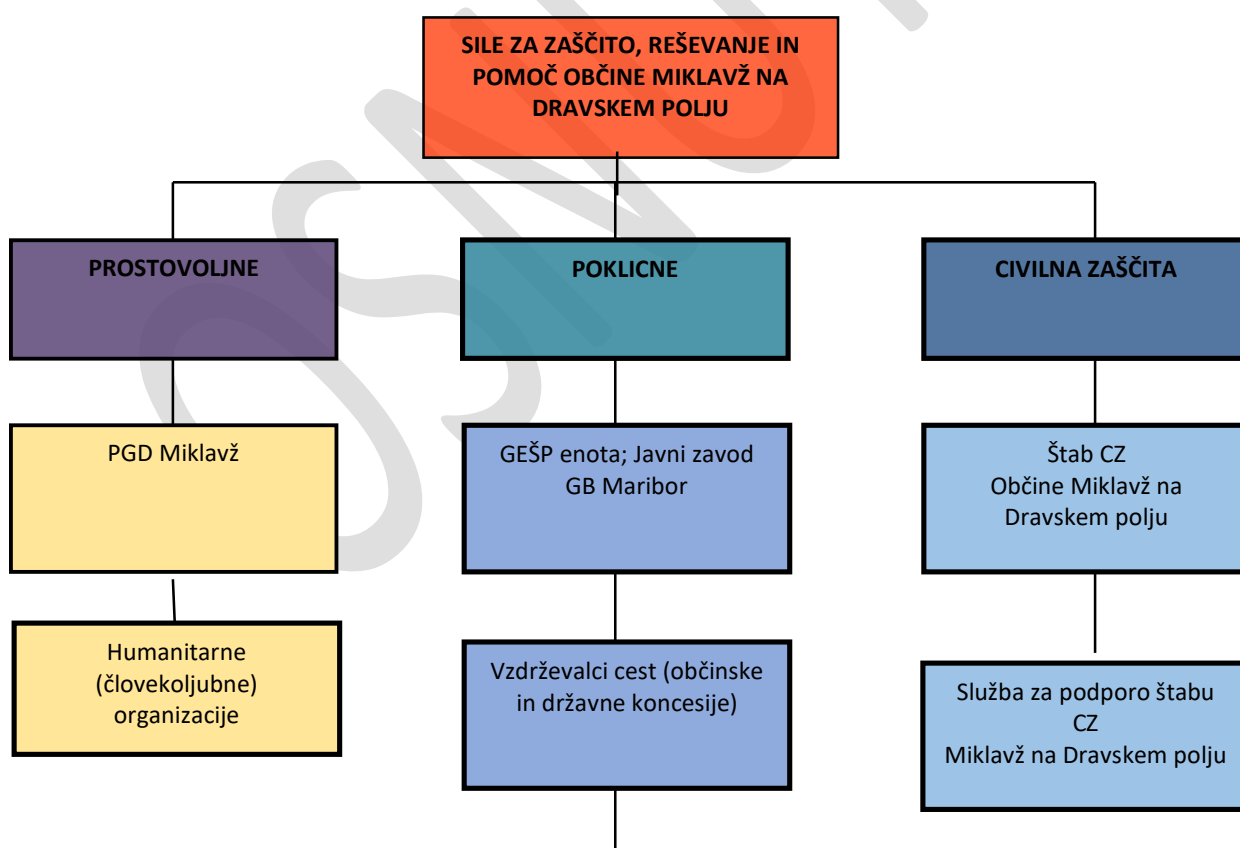 SILE ZA ZAŠČITO, REŠEVANJE IN
POMOČ OBČINE MIKLAVŽ NA
DRAVSKEM POLJU
PROSTOVOLJNE
POKLICNE
CIVILNA ZAŠČITA
PGD Miklavž
GEŠP enota; Javni zavod
GB Maribor
Štab CZ
Občine Miklavž na
Dravskem polju
Humanitarne
(človekoljubne)
organizacije
Vzdrževalci cest (občinske
in državne koncesije)
Služba za podporo štabu
CZ
Miklavž na Dravskem polju